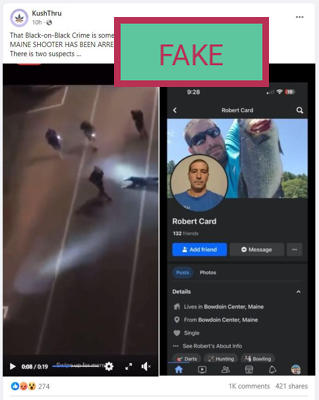 KushThru
10h
That Black-on-Black Crime is some
MAINE SHOOTER HAS BEEN ARRE
There is two suspects ...
FAKE
9:28
Robert Card
Robert Card
132 friends
Add friend
Message
Posts
Photos
Details
Lives in Bowdoin Center, Maine
From Bowdoin Center, Maine
Single
See Robert's About Info
Darts
Hunting
Bowling
0:08 / 0:19
274
1K comments 421 shares